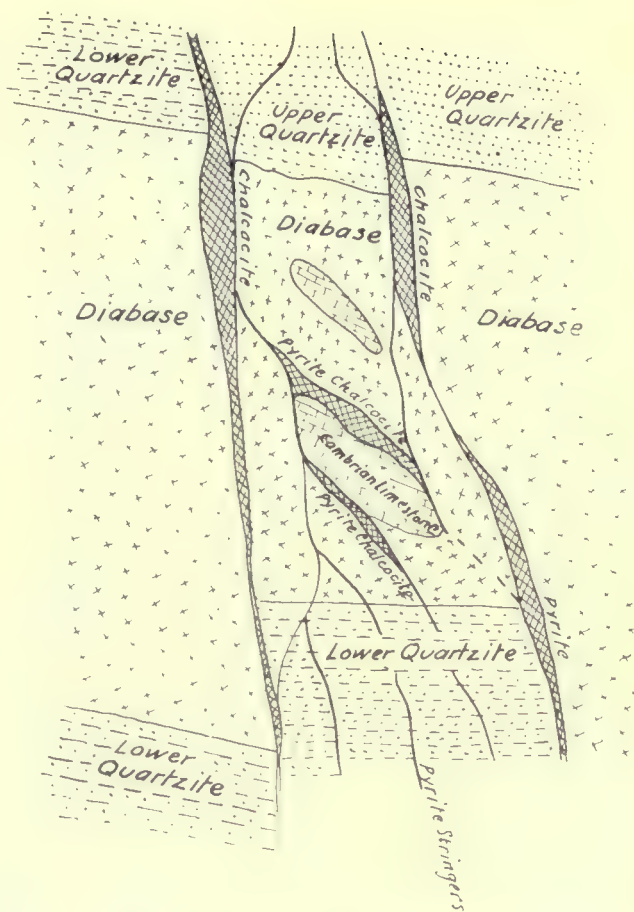 Lower
Quartzite
Upper
Quartzite
Upper
Quartzite
Chalcocite
Chalcocite
Diabase
Diabase
Diabase
Pyrite Chalcocite
Cambrian limestone
Pyrite Chalcocite
Pyrite
Lower Quartzite
Lower
Quartzite
Pyrite Stringers